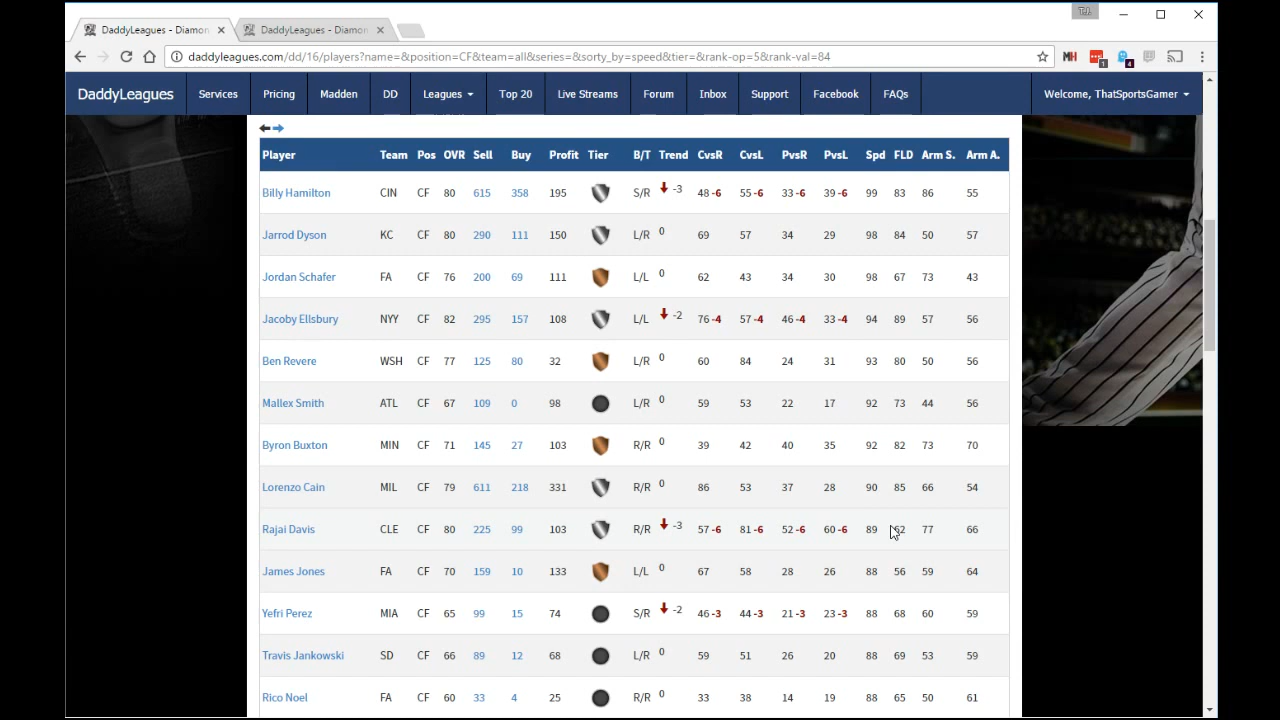 T.J.
DaddyLeagues - Diamon × DaddyLeagues - Diamon ×
daddyleagues.com/dd/16/players?name=&position=CF&team=all&series=&sorty_by=speed&tier=&rank-op=5&rank-val=84
DaddyLeagues Services Pricing Madden DD Leagues Top 20 Live Streams Forum Inbox Support Facebook FAQs Welcome, ThatSportsGamer
Player Team Pos OVR Sell Buy Profit Tier B/T Trend CvsR CvsL PvsR PvsL Spd FLD Arm S. Arm A.
Billy Hamilton CIN CF 80 615 358 195 S/R -3 48 -6 55 -6 33 -6 39 -6 99 83 86 55
Jarrod Dyson KC CF 80 290 111 150 L/R 0 69 57 34 29 98 84 50 57
Jordan Schafer FA CF 76 200 69 111 L/L 0 62 43 34 30 98 67 73 43
Jacoby Ellsbury NYY CF 82 295 157 108 L/L -2 76 -4 57 -4 46 -4 33 -4 94 89 57 56
Ben Revere WSH CF 77 125 80 32 L/R 0 60 84 24 31 93 80 50 56
Mallex Smith ATL CF 67 109 0 98 L/R 0 59 53 22 17 92 73 44 56
Byron Buxton MIN CF 71 145 27 103 R/R 0 39 42 40 35 92 82 73 70
Lorenzo Cain MIL CF 79 611 218 331 R/R 0 86 53 37 28 90 85 66 54
Rajai Davis CLE CF 80 225 99 103 R/R -3 57 -6 81 -6 52 -6 60 -6 89 62 77 66
James Jones FA CF 70 159 10 133 L/L 0 67 58 28 26 88 56 59 64
Yefri Perez MIA CF 65 99 15 74 S/R -2 46 -3 44 -3 21 -3 23 -3 88 68 60 59
Travis Jankowski SD CF 66 89 12 68 L/R 0 59 51 26 20 88 69 53 59
Rico Noel FA CF 60 33 4 25 R/R 0 33 38 14 19 88 65 50 61